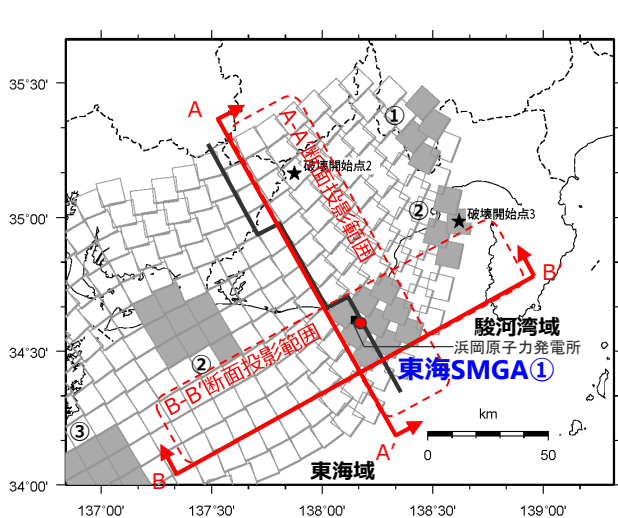 35°30'
35°00'
34°30'
34°00'
137°00'
137°30'
138°00'
138°30'
139°00'
A
①
A-A'断面投影範囲
破壊開始点2
②
破壊開始点3
B'
駿河湾域
浜岡原子力発電所
東海SMGA①
B-B'断面投影範囲
②
③
km
0
50
A'
B
東海域